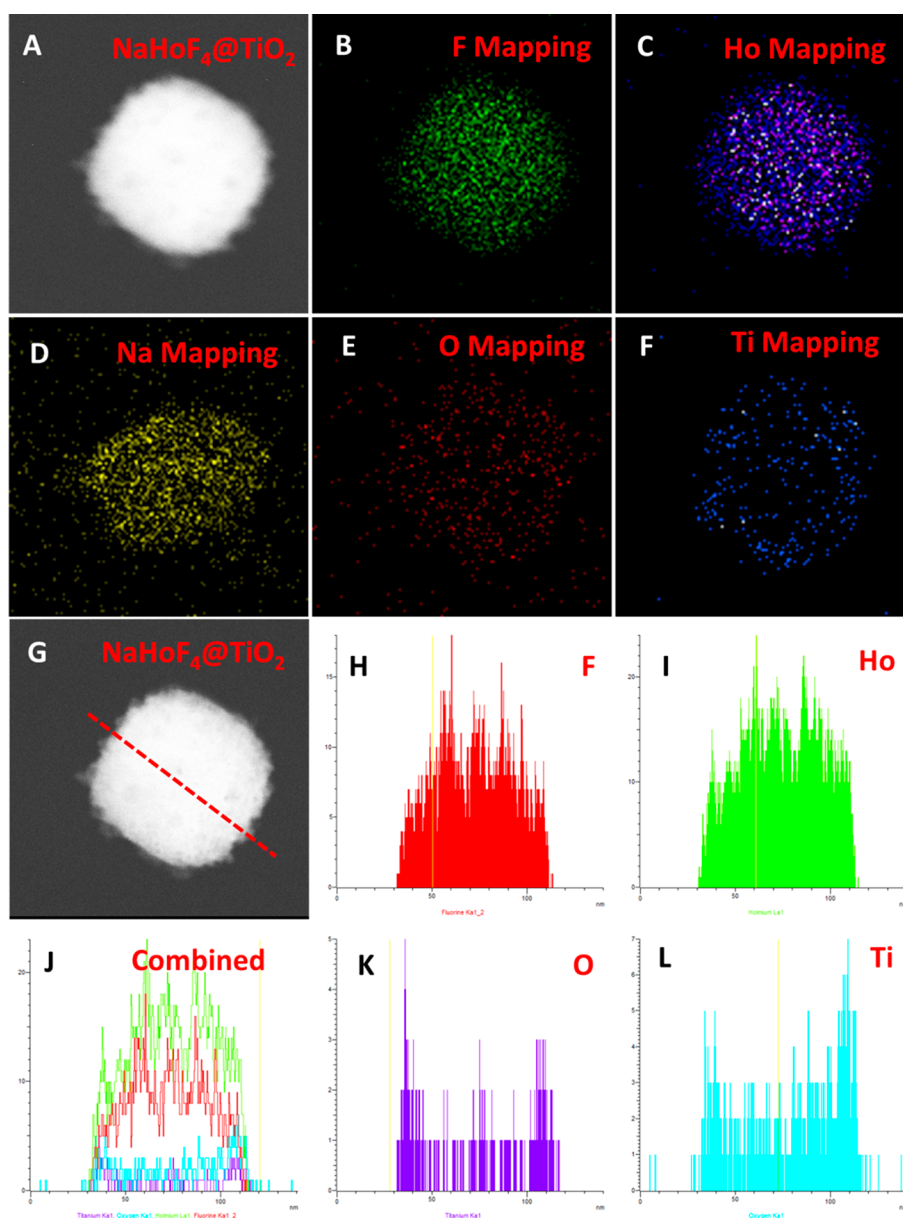 A NaHoF₄@TiO₂
B F Mapping
C Ho Mapping
D Na Mapping
E O Mapping
F Ti Mapping
G NaHoF₄@TiO₂
H F
15
10
5
0
0 50 100 nm
Fluorine Ka1_2
I Ho
20
10
0
0 50 100 nm
Holmium La1
J Combined
20
10
0
50 100 nm
Titanium Ka1, Oxygen Ka1, Holmium La1, Fluorine Ka1_2
K O
5
4
3
2
1
0
0 50 100 nm
Titanium Ka1
L Ti
7
6
5
4
3
2
1
0
0 50 100 nm
Oxygen Ka1